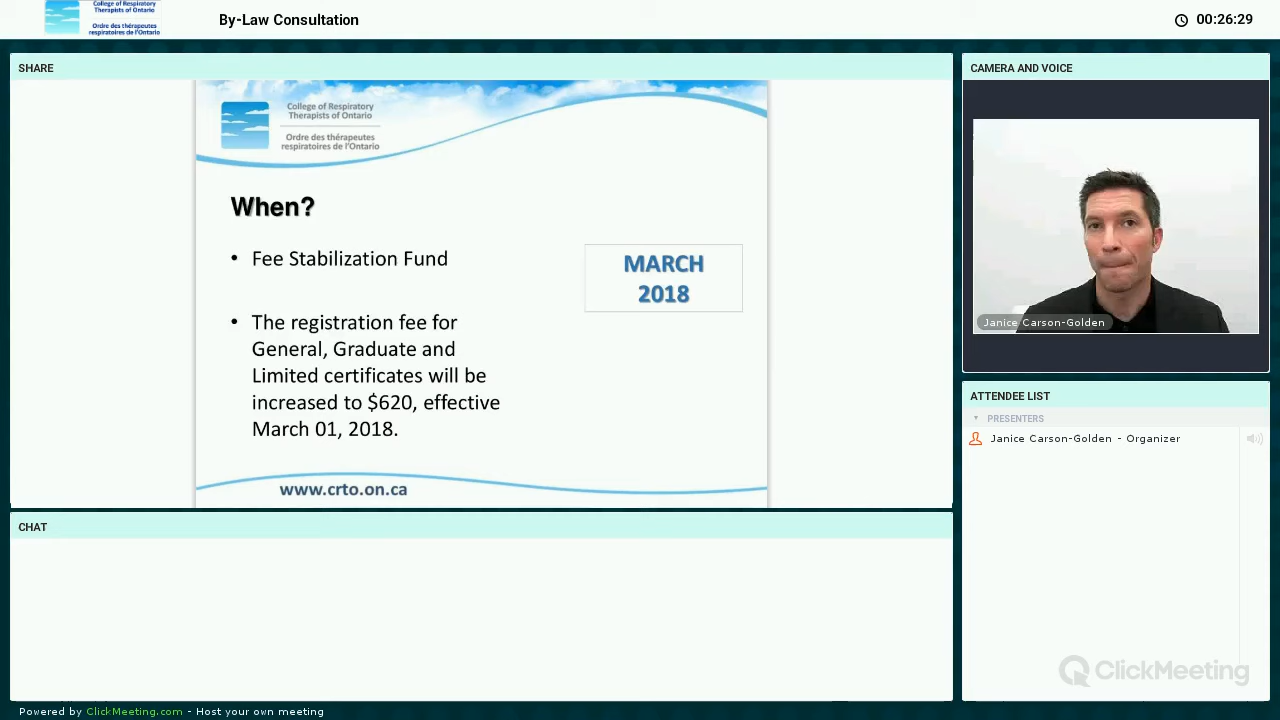 College of Respiratory
Therapists of Ontario
Ordre des thérapeutes
respiratoires de l'Ontario
By-Law Consultation
00:26:29
SHARE
College of Respiratory
Therapists of Ontario
Ordre des thérapeutes
respiratoires de l'Ontario
When?
• Fee Stabilization Fund
MARCH
2018
• The registration fee for
General, Graduate and
Limited certificates will be
increased to $620, effective
March 01, 2018.
www.crto.on.ca
CAMERA AND VOICE
Janice Carson-Golden
ATTENDEE LIST
PRESENTERS
Janice Carson-Golden - Organizer
CHAT
ClickMeeting
Powered by ClickMeeting.com - Host your own meeting